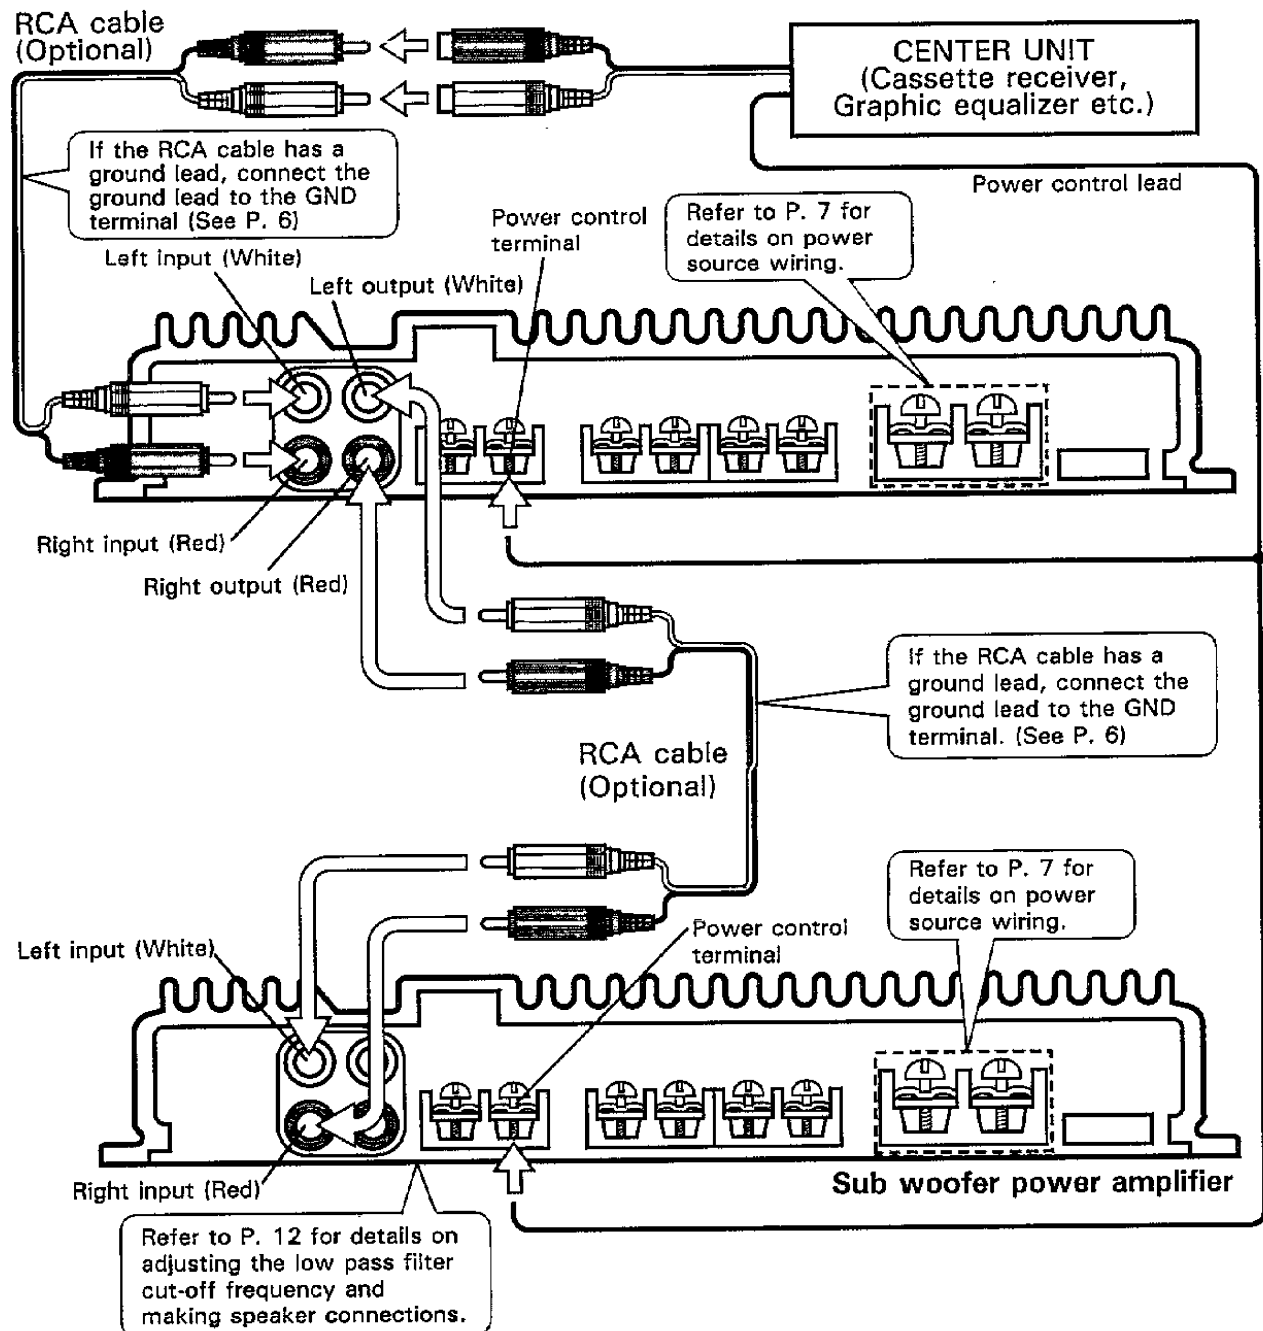 RCA cable
(Optional)
CENTER UNIT
(Cassette receiver,
Graphic equalizer etc.)
If the RCA cable has a
ground lead, connect the
ground lead to the GND
terminal (See P. 6)
Power control lead
Power control
terminal
Refer to P. 7 for
details on power
source wiring.
Left input (White)
Left output (White)
Right input (Red)
Right output (Red)
If the RCA cable has a
ground lead, connect the
ground lead to the GND
terminal. (See P. 6)
RCA cable
(Optional)
Refer to P. 7 for
details on power
source wiring.
Power control
terminal
Left input (White)
Right input (Red)
Sub woofer power amplifier
Refer to P. 12 for details on
adjusting the low pass filter
cut-off frequency and
making speaker connections.